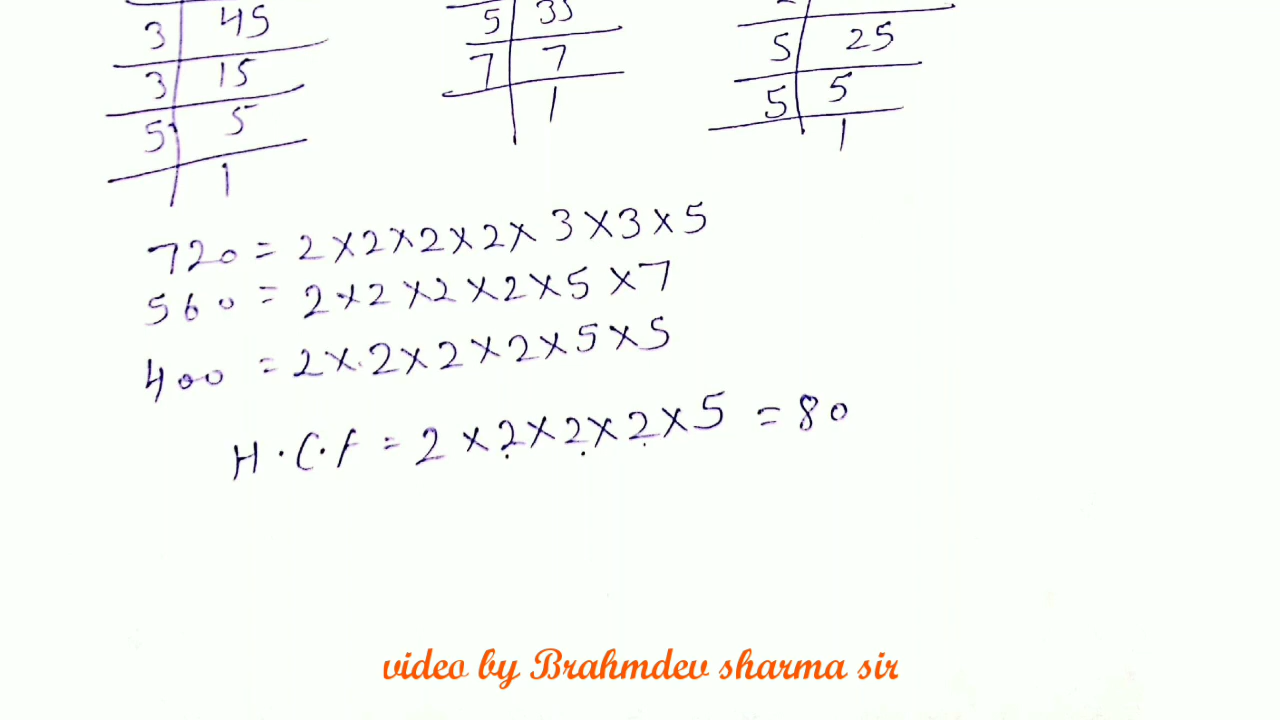 3 45 5 35 5 25
3 15 7 7 5 5
5 5 1 1
1
720 = 2×2×2×2×3×3×5
560 = 2×2×2×2×5×7
400 = 2×2×2×2×5×5
H.C.F = 2×2×2×2×5 = 80
video by Brahmdev sharma sir